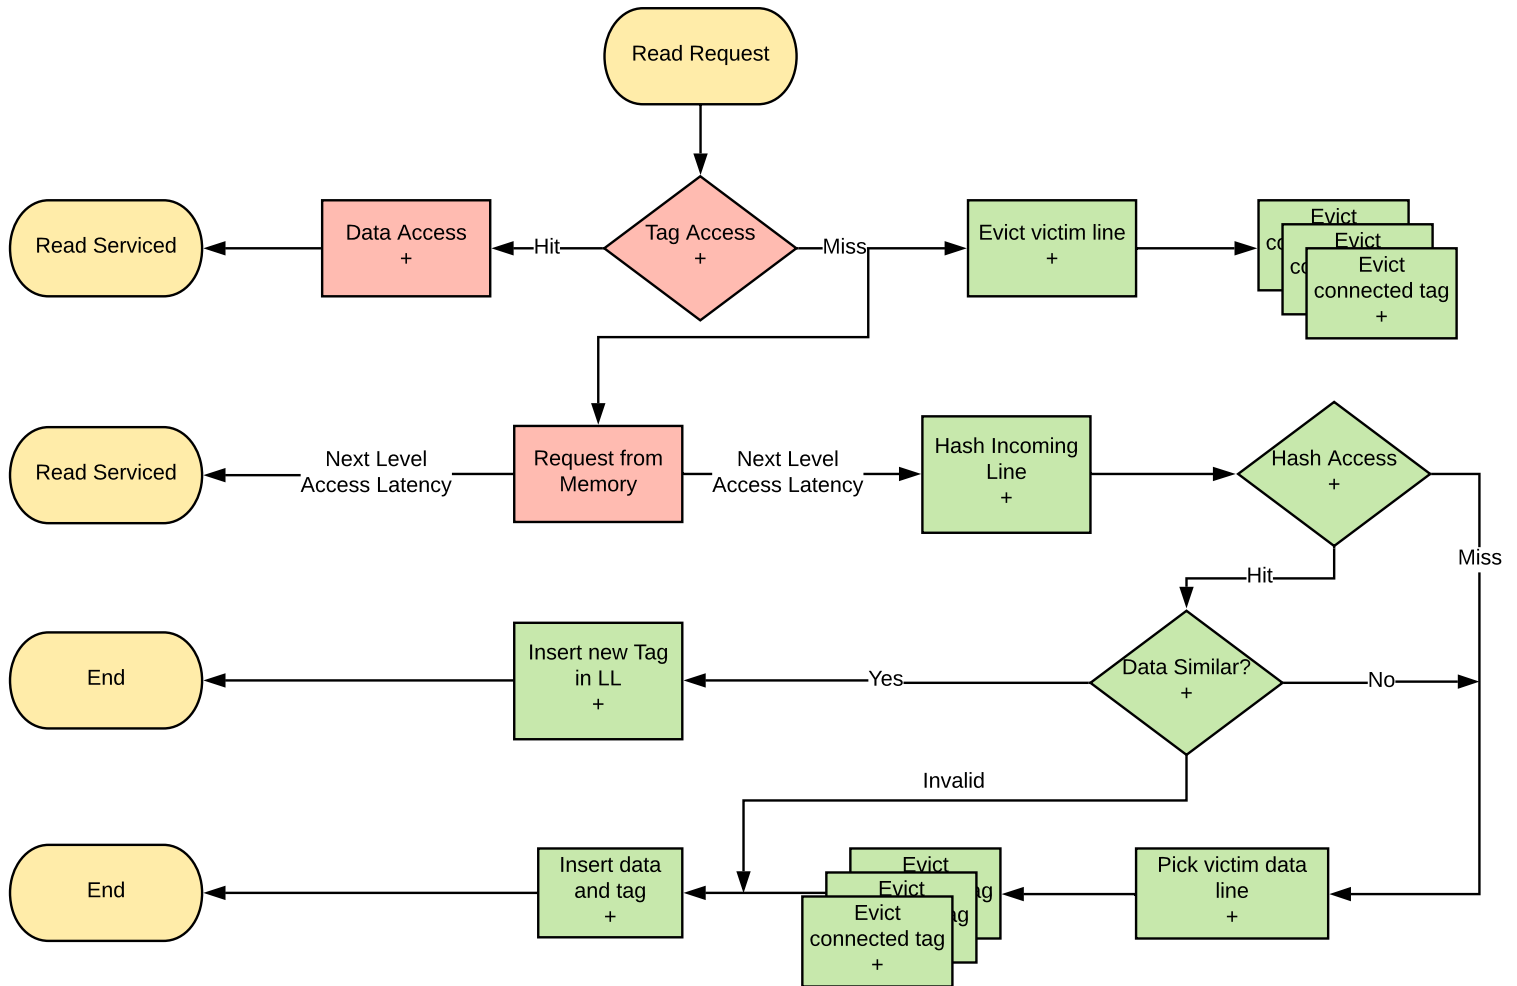 Read Request
Read Serviced
Data Access
+
Hit
Tag Access
+
Miss
Evict victim line
+
Evict
Evict
Evict
connected tag
+
Read Serviced
Next Level
Access Latency
Request from
Memory
Next Level
Access Latency
Hash Incoming
Line
+
Hash Access
+
Miss
Hit
End
Insert new Tag
in LL
+
Yes
Data Similar?
+
No
Invalid
End
Insert data
and tag
+
Evict
Evict
Evict
connected tag
+
Pick victim data
line
+